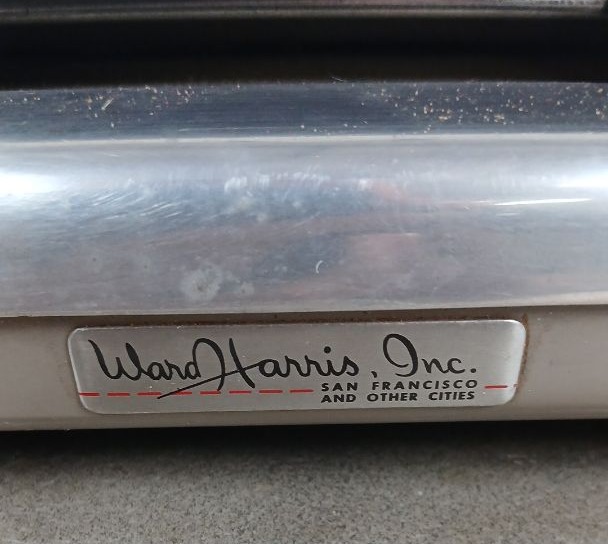 Ward Harris, Inc.
SAN FRANCISCO
AND OTHER CITIES